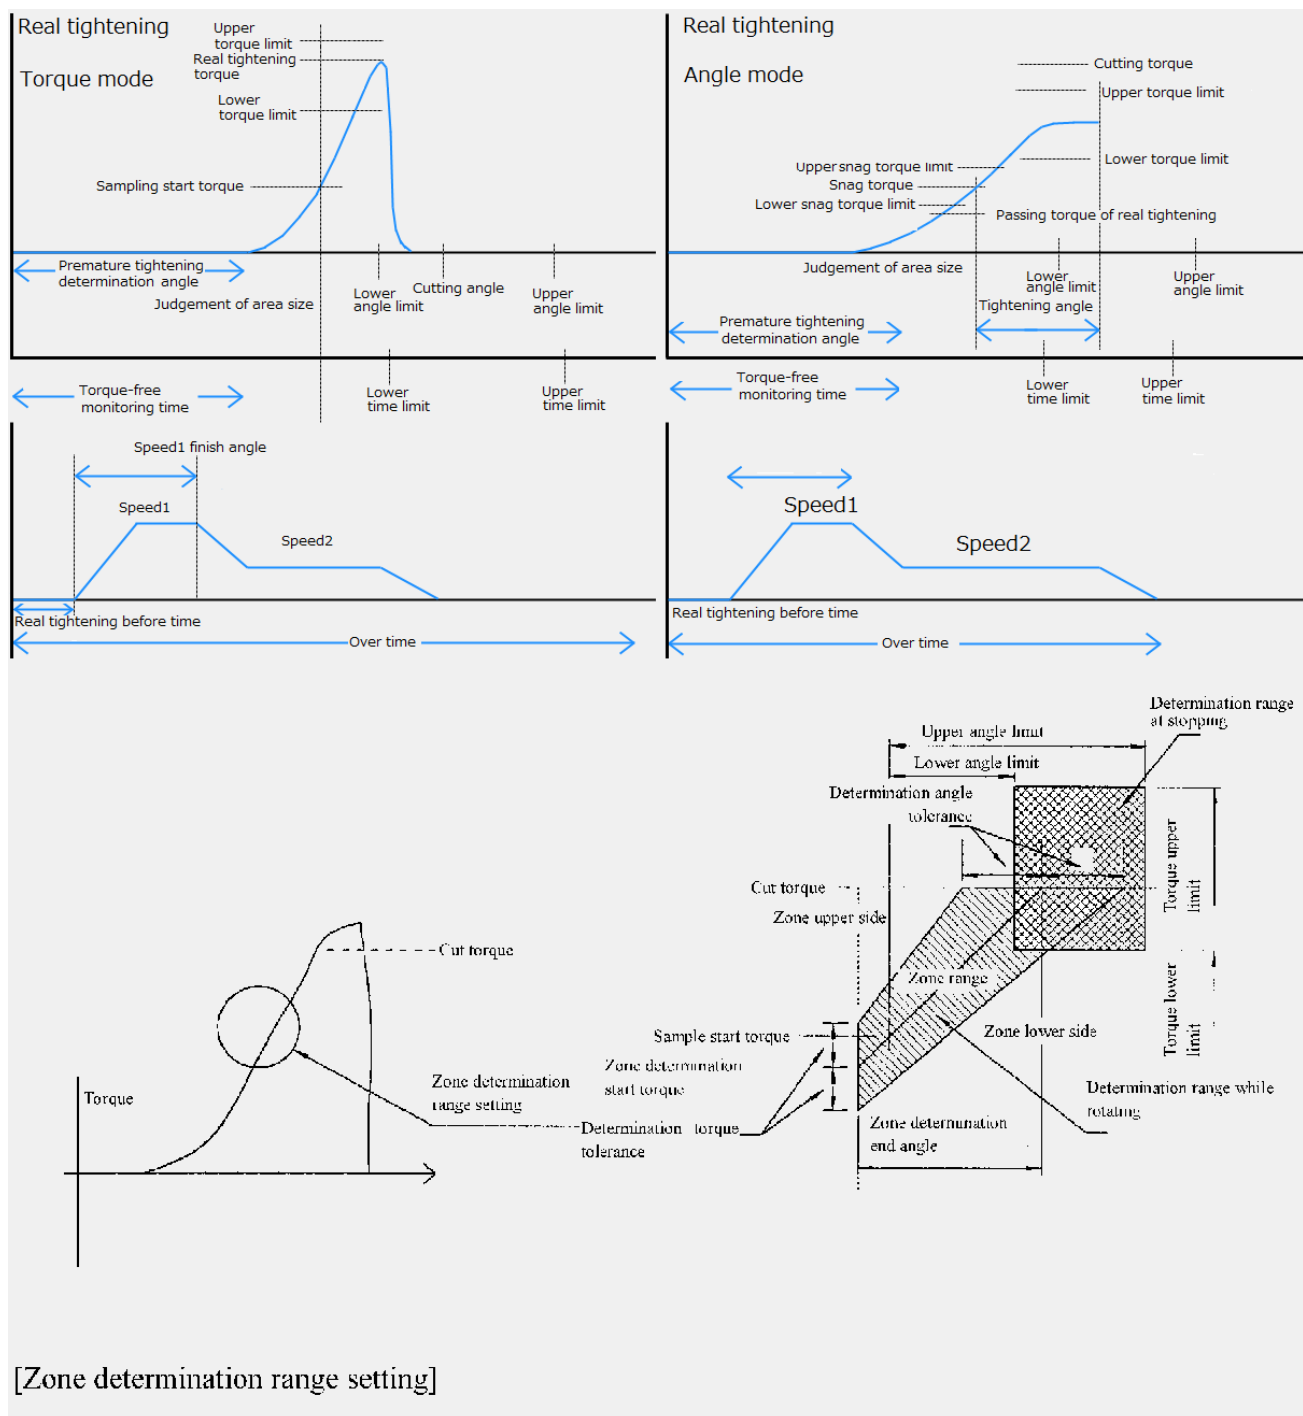 Real tightening
Torque mode
Upper
torque limit
Real tightening
torque
Lower
torque limit
Sampling start torque
Premature tightening
determination angle
Judgement of area size
Lower
angle limit
Cutting angle
Upper
angle limit
Torque-free
monitoring time
Lower
time limit
Upper
time limit
Speed1 finish angle
Speed1
Speed2
Real tightening before time
Over time
Real tightening
Angle mode
Cutting torque
Upper torque limit
Lower torque limit
Upper snag torque limit
Snag torque
Lower snag torque limit
Passing torque of real tightening
Judgement of area size
Lower
angle limit
Upper
angle limit
Tightening angle
Premature tightening
determination angle
Torque-free
monitoring time
Lower
time limit
Upper
time limit
Speed1
Speed2
Real tightening before time
Over time
Torque
Cut torque
Zone determination
range setting
Determination range
at stopping
Upper angle limit
Lower angle limit
Determination angle
tolerance
Cut torque
Zone upper side
Torque upper
limit
Zone range
Sample start torque
Zone lower side
Torque lower
limit
Zone determination
start torque
Determination range while
rotating
Determination torque
tolerance
Zone determination
end angle
[Zone determination range setting]